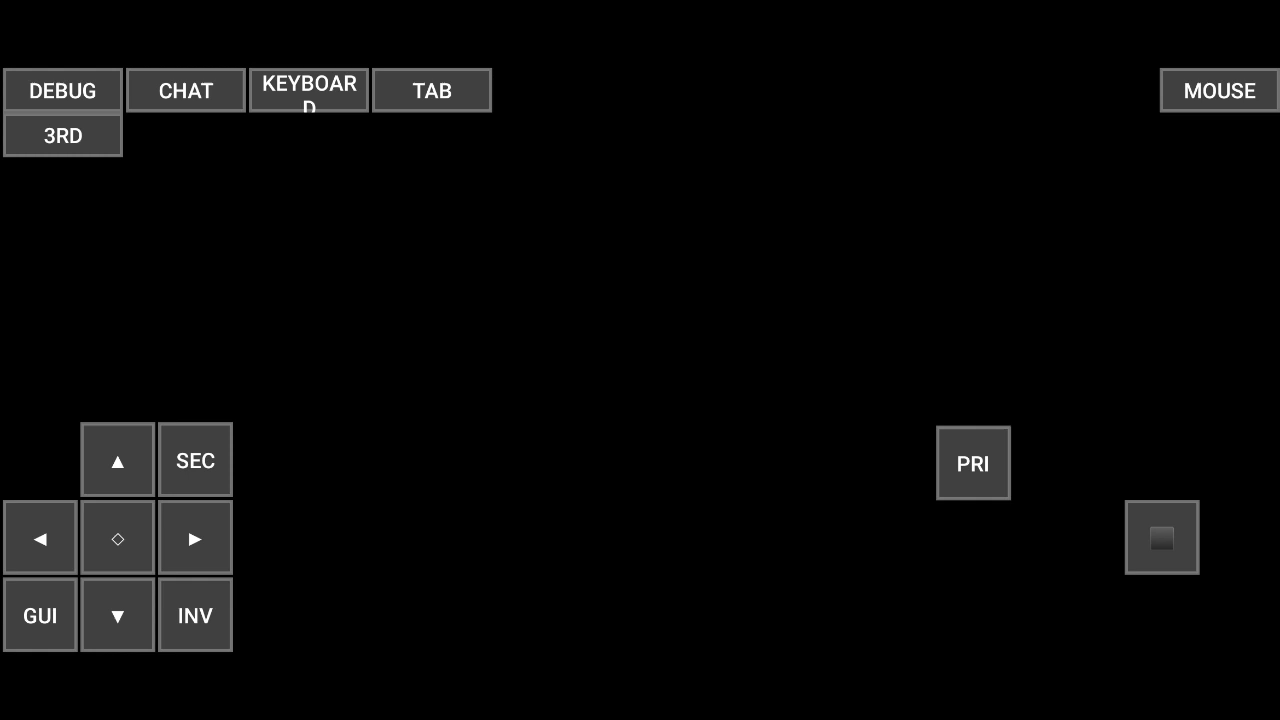 DEBUG CHAT KEYBOARD TAB MOUSE
3RD
▲ SEC PRI
◀ ◇ ▶
GUI ▼ INV